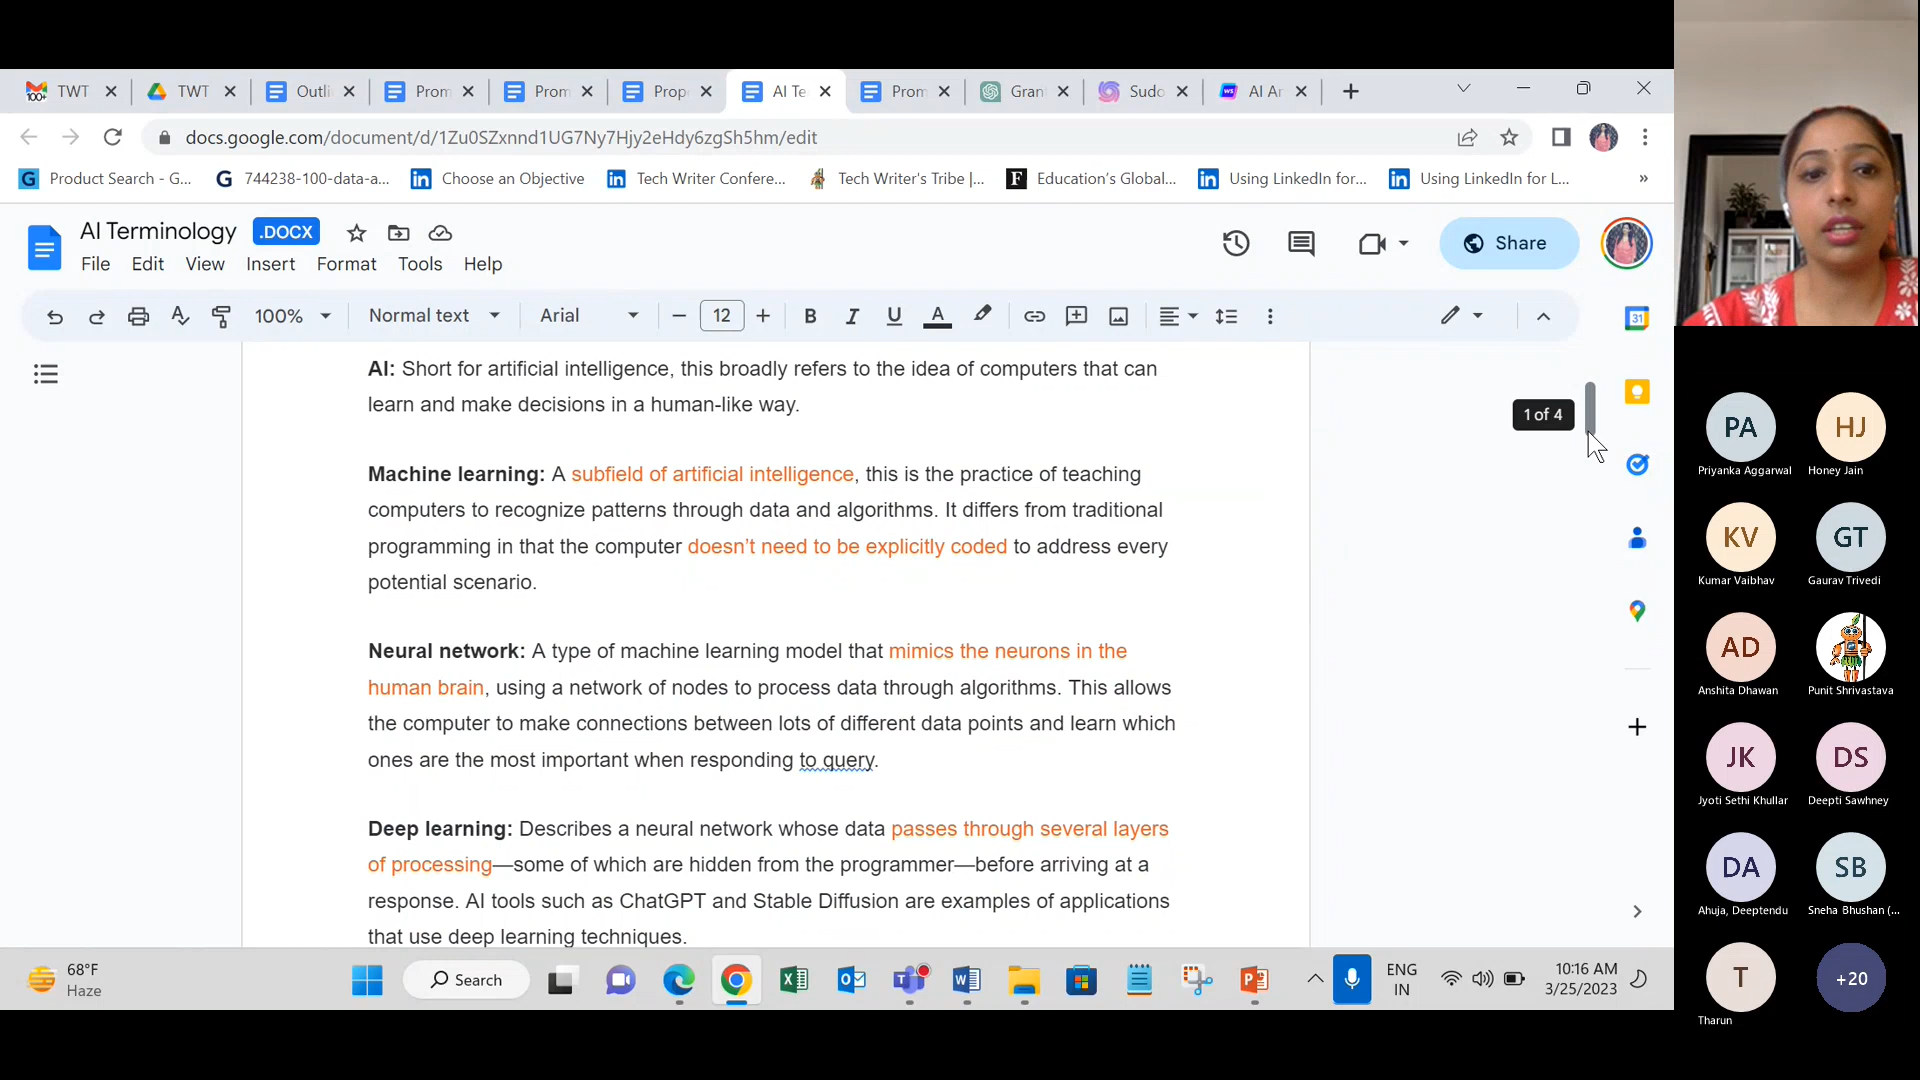 TWT
TWT
Outli
Prom
Prom
Prop
AI Te
Prom
Gran
Sudo
AI Ar
docs.google.com/document/d/1Zu0SZxnnd1UG7Ny7Hjy2eHdy6zgSh5hm/edit
Product Search - G...
744238-100-data-a...
Choose an Objective
Tech Writer Confere...
Tech Writer's Tribe |...
Education's Global...
Using LinkedIn for...
Using LinkedIn for L...
AI Terminology
.DOCX
File Edit View Insert Format Tools Help
Share
100%
Normal text
Arial
12
B I U A
31
AI: Short for artificial intelligence, this broadly refers to the idea of computers that can
learn and make decisions in a human-like way.
1 of 4
Machine learning: A subfield of artificial intelligence, this is the practice of teaching
computers to recognize patterns through data and algorithms. It differs from traditional
programming in that the computer doesn't need to be explicitly coded to address every
potential scenario.
Neural network: A type of machine learning model that mimics the neurons in the
human brain, using a network of nodes to process data through algorithms. This allows
the computer to make connections between lots of different data points and learn which
ones are the most important when responding to query.
Deep learning: Describes a neural network whose data passes through several layers
of processing—some of which are hidden from the programmer—before arriving at a
response. AI tools such as ChatGPT and Stable Diffusion are examples of applications
that use deep learning techniques.
68°F
Haze
Search
ENG
IN
10:16 AM
3/25/2023
PA
Priyanka Aggarwal
HJ
Honey Jain
KV
Kumar Vaibhav
GT
Gaurav Trivedi
AD
Anshita Dhawan
Punit Shrivastava
JK
Jyoti Sethi Khullar
DS
Deepti Sawhney
DA
Ahuja, Deeptendu
SB
Sneha Bhushan (...
T
Tharun
+20